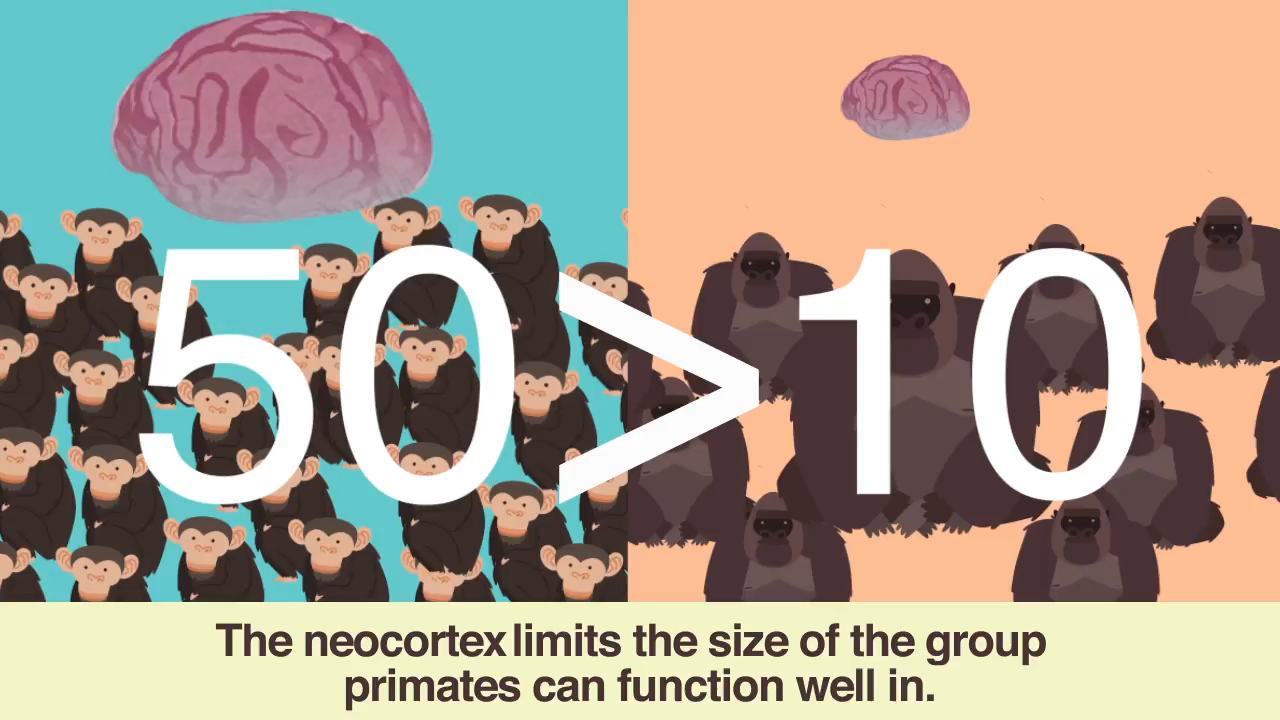 50>10
The neocortex limits the size of the group
primates can function well in.